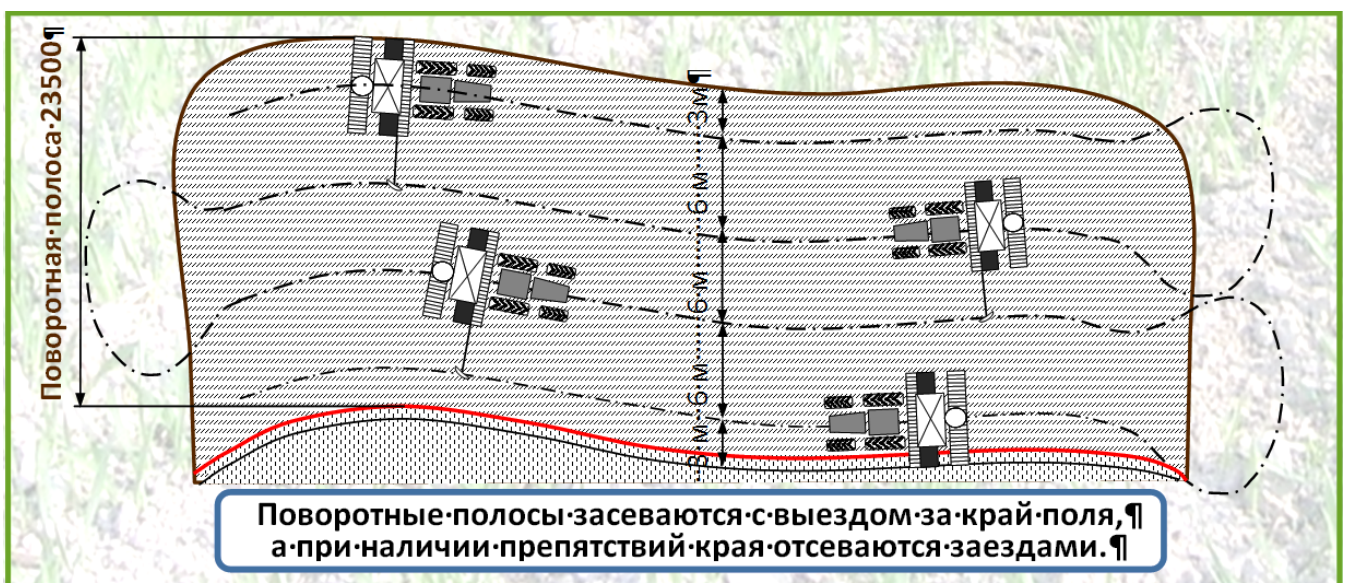 Поворотная·полоса·23500¶
3·м··6·м······6·м······6·м·····3м¶
Поворотные·полосы·засеваются·с·выездом·за·край·поля,¶
а·при·наличии·препятствий·края·отсеваются·заездами.¶